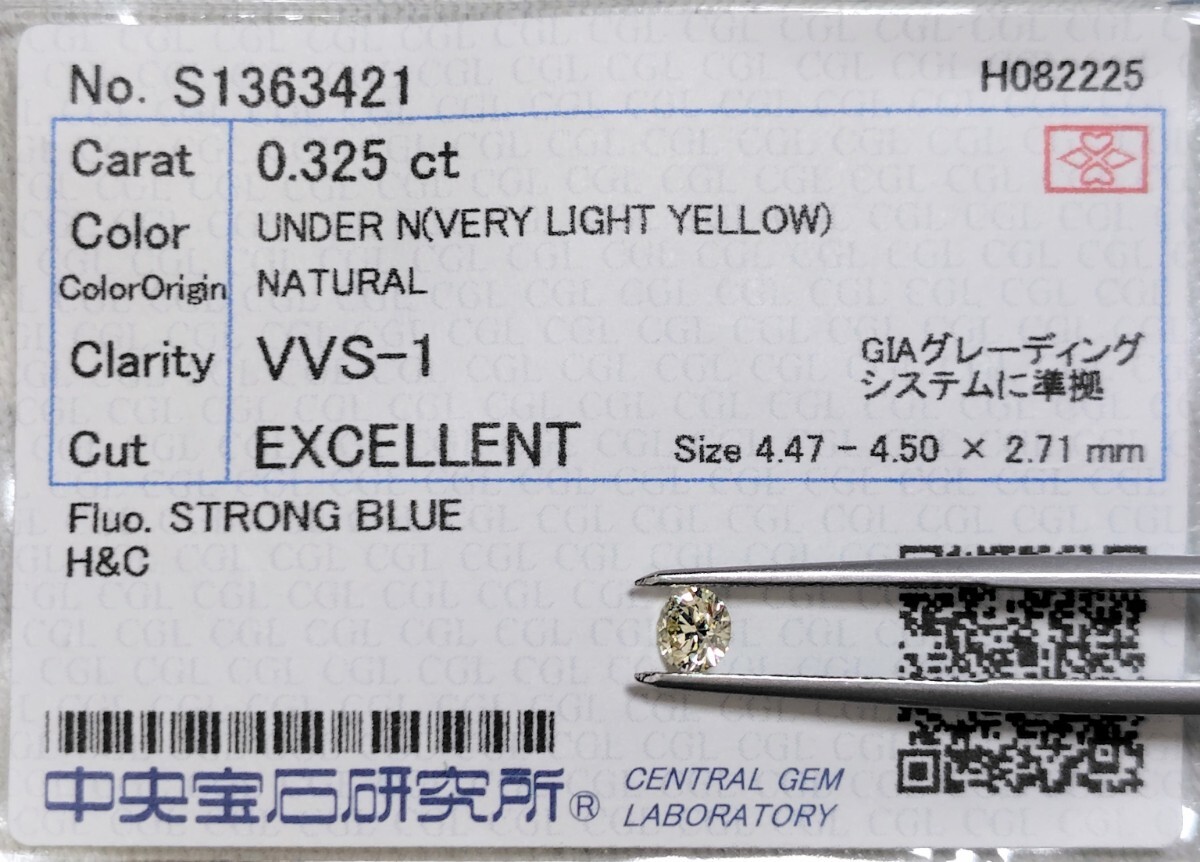 No. S1363421
H082225
Carat 0.325 ct
Color UNDER N(VERY LIGHT YELLOW)
ColorOrigin NATURAL
Clarity VVS-1
GIAグレーディング
システムに準拠
Cut EXCELLENT Size 4.47 - 4.50 × 2.71 mm
Fluo. STRONG BLUE
H&C
中央宝石研究所® CENTRAL GEM
LABORATORY